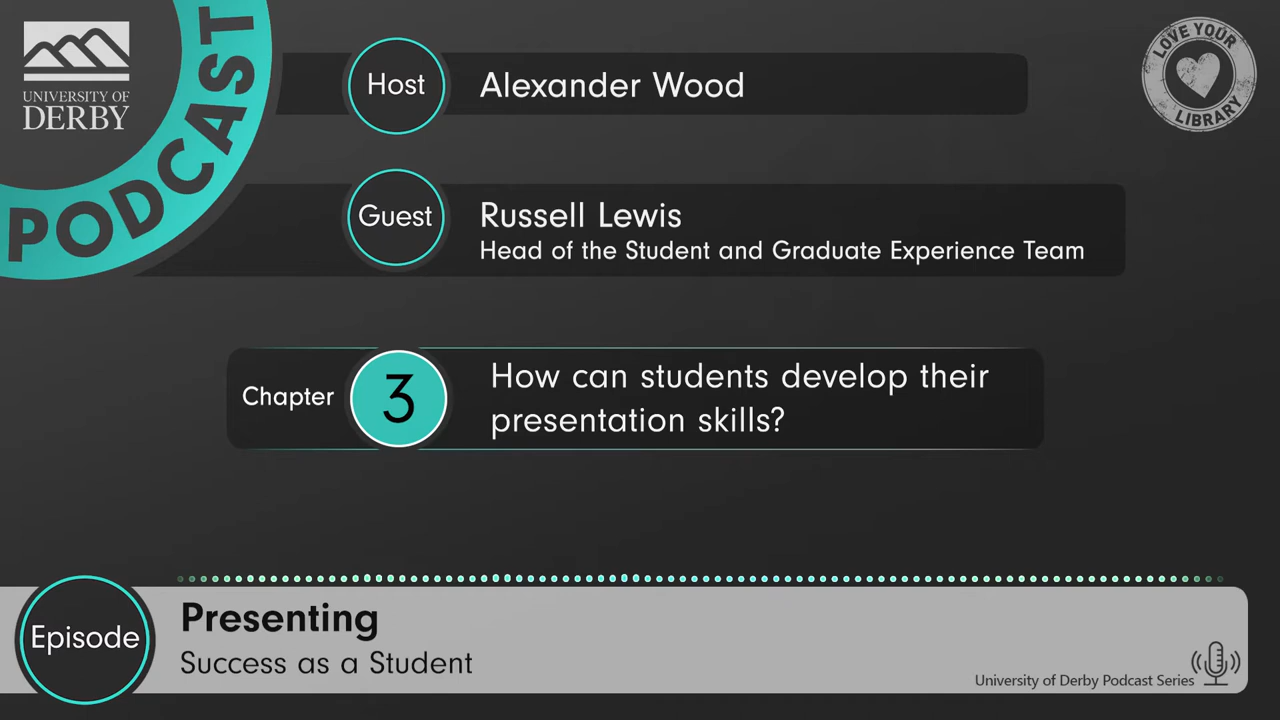 UNIVERSITY OF
DERBY
PODCAST
Host
Alexander Wood
LOVE YOUR
LIBRARY
Guest
Russell Lewis
Head of the Student and Graduate Experience Team
Chapter
3
How can students develop their
presentation skills?
Episode
Presenting
Success as a Student
University of Derby Podcast Series